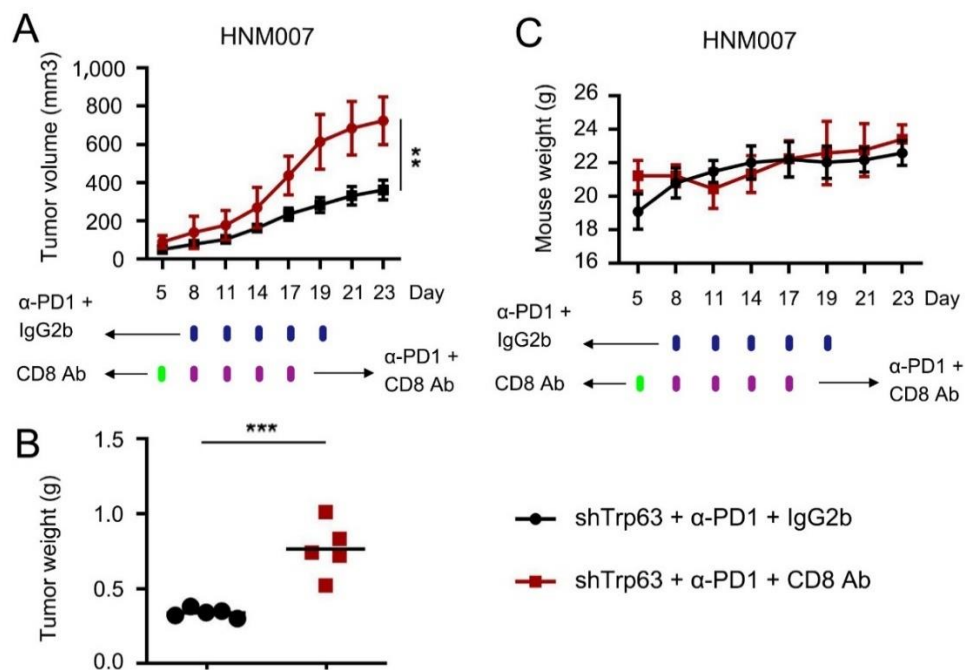 A
HNM007
Tumor volume (mm3)
1,000
800
600
400
200
0
**
5 8 11 14 17 19 21 23 Day
α-PD1 +
IgG2b
CD8 Ab
α-PD1 +
CD8 Ab
C
HNM007
Mouse weight (g)
26
24
22
20
18
16
5 8 11 14 17 19 21 23 Day
α-PD1 +
IgG2b
CD8 Ab
α-PD1 +
CD8 Ab
B
***
Tumor weight (g)
1.5
1.0
0.5
0.0
shTrp63 + α-PD1 + IgG2b
shTrp63 + α-PD1 + CD8 Ab